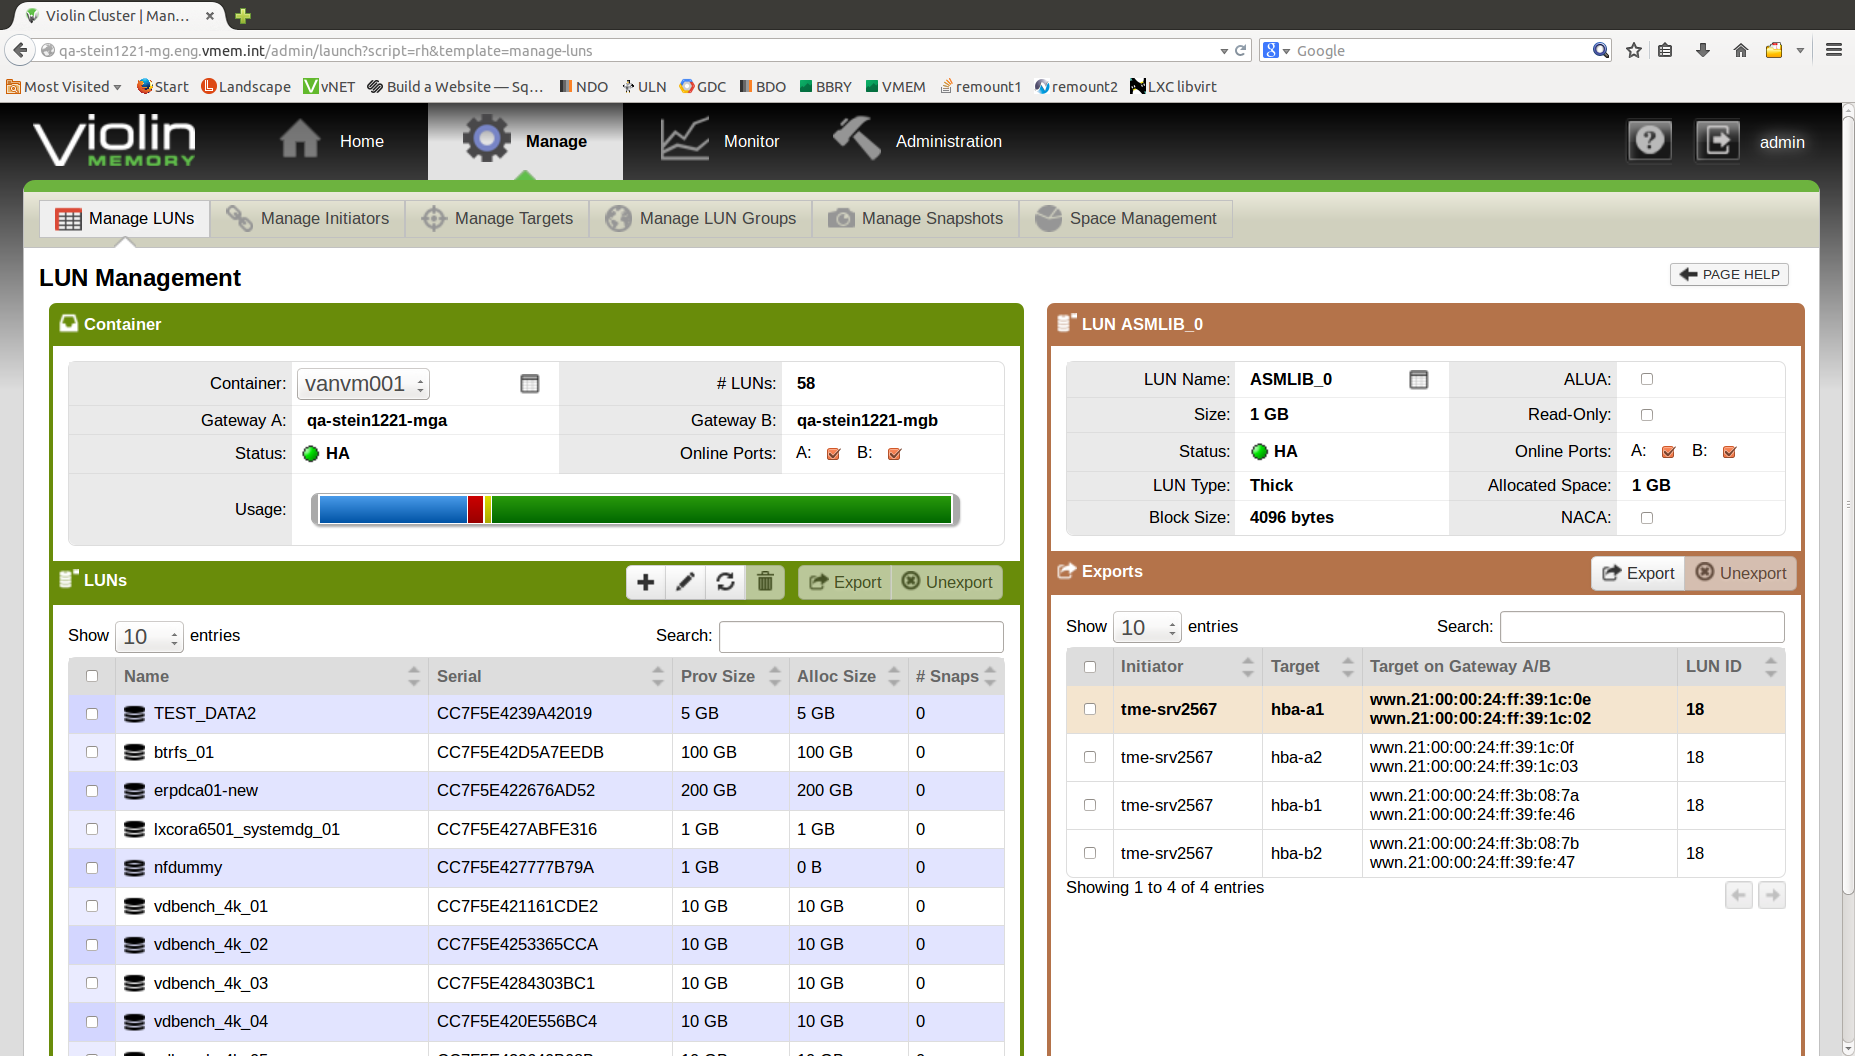 Violin Cluster | Man...
qa-stein1221-mg.eng.vmem.int/admin/launch?script=rh&template=manage-luns
Google
Most Visited Start Landscape vNET Build a Website — Sq... NDO ULN GDC BDO BBRY VMEM remount1 remount2 LXC libvirt
Violin MEMORY
Home Manage Monitor Administration admin
Manage LUNs Manage Initiators Manage Targets Manage LUN Groups Manage Snapshots Space Management
LUN Management
PAGE HELP
Container
Container: vanvm001 # LUNs: 58
Gateway A: qa-stein1221-mga Gateway B: qa-stein1221-mgb
Status: HA Online Ports: A: B:
Usage:
LUNs
Export Unexport
Show 10 entries Search:
Name Serial Prov Size Alloc Size # Snaps
TEST_DATA2 CC7F5E4239A42019 5 GB 5 GB 0
btrfs_01 CC7F5E42D5A7EEDB 100 GB 100 GB 0
erpdca01-new CC7F5E422676AD52 200 GB 200 GB 0
lxcora6501_systemdg_01 CC7F5E427ABFE316 1 GB 1 GB 0
nfdummy CC7F5E427777B79A 1 GB 0 B 0
vdbench_4k_01 CC7F5E421161CDE2 10 GB 10 GB 0
vdbench_4k_02 CC7F5E4253365CCA 10 GB 10 GB 0
vdbench_4k_03 CC7F5E4284303BC1 10 GB 10 GB 0
vdbench_4k_04 CC7F5E420E556BC4 10 GB 10 GB 0
LUN ASMLIB_0
LUN Name: ASMLIB_0 ALUA:
Size: 1 GB Read-Only:
Status: HA Online Ports: A: B:
LUN Type: Thick Allocated Space: 1 GB
Block Size: 4096 bytes NACA:
Exports
Export Unexport
Show 10 entries Search:
Initiator Target Target on Gateway A/B LUN ID
tme-srv2567 hba-a1 wwn.21:00:00:24:ff:39:1c:0e 18
wwn.21:00:00:24:ff:39:1c:02
tme-srv2567 hba-a2 wwn.21:00:00:24:ff:39:1c:0f 18
wwn.21:00:00:24:ff:39:1c:03
tme-srv2567 hba-b1 wwn.21:00:00:24:ff:3b:08:7a 18
wwn.21:00:00:24:ff:39:fe:46
tme-srv2567 hba-b2 wwn.21:00:00:24:ff:3b:08:7b 18
wwn.21:00:00:24:ff:39:fe:47
Showing 1 to 4 of 4 entries